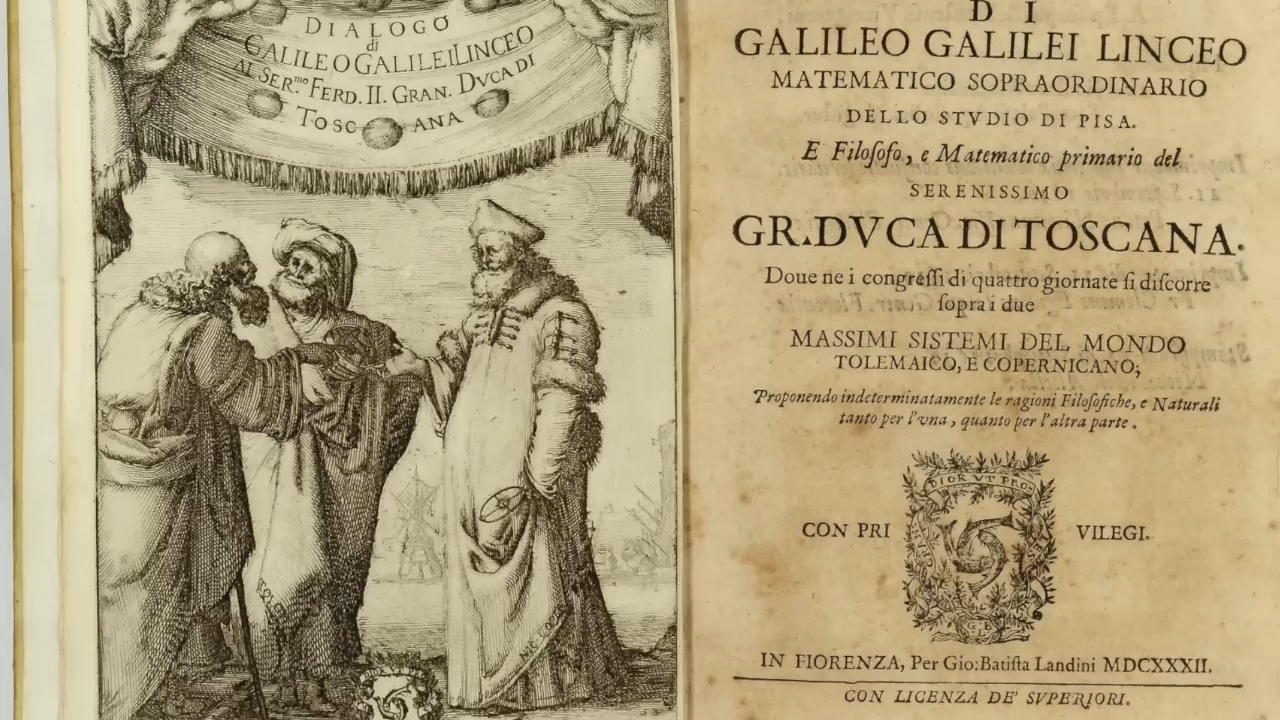 DIALOGO
di
GALILEO GALILEI LINCEO
AL SER.mo FERD. II. GRAN. DVCA DI
TOSCANA
D I
GALILEO GALILEI LINCEO
MATEMATICO SOPRAORDINARIO
DELLO STVDIO DI PISA.
E Filoſofo, e Matematico primario del
SERENISSIMO
GR.DVCA DI TOSCANA.
Doue ne i congreſſi di quattro giornate ſi diſcorre
ſopra i due
MASSIMI SISTEMI DEL MONDO
TOLEMAICO, E COPERNICANO;
Proponendo indeterminatamente le ragioni Filoſofiche, e Naturali
tanto per l'vna, quanto per l'altra parte.
CON PRI VILEGI.
IN FIORENZA, Per Gio:Batiſta Landini MDCXXXII.
CON LICENZA DE' SVPERIORI.